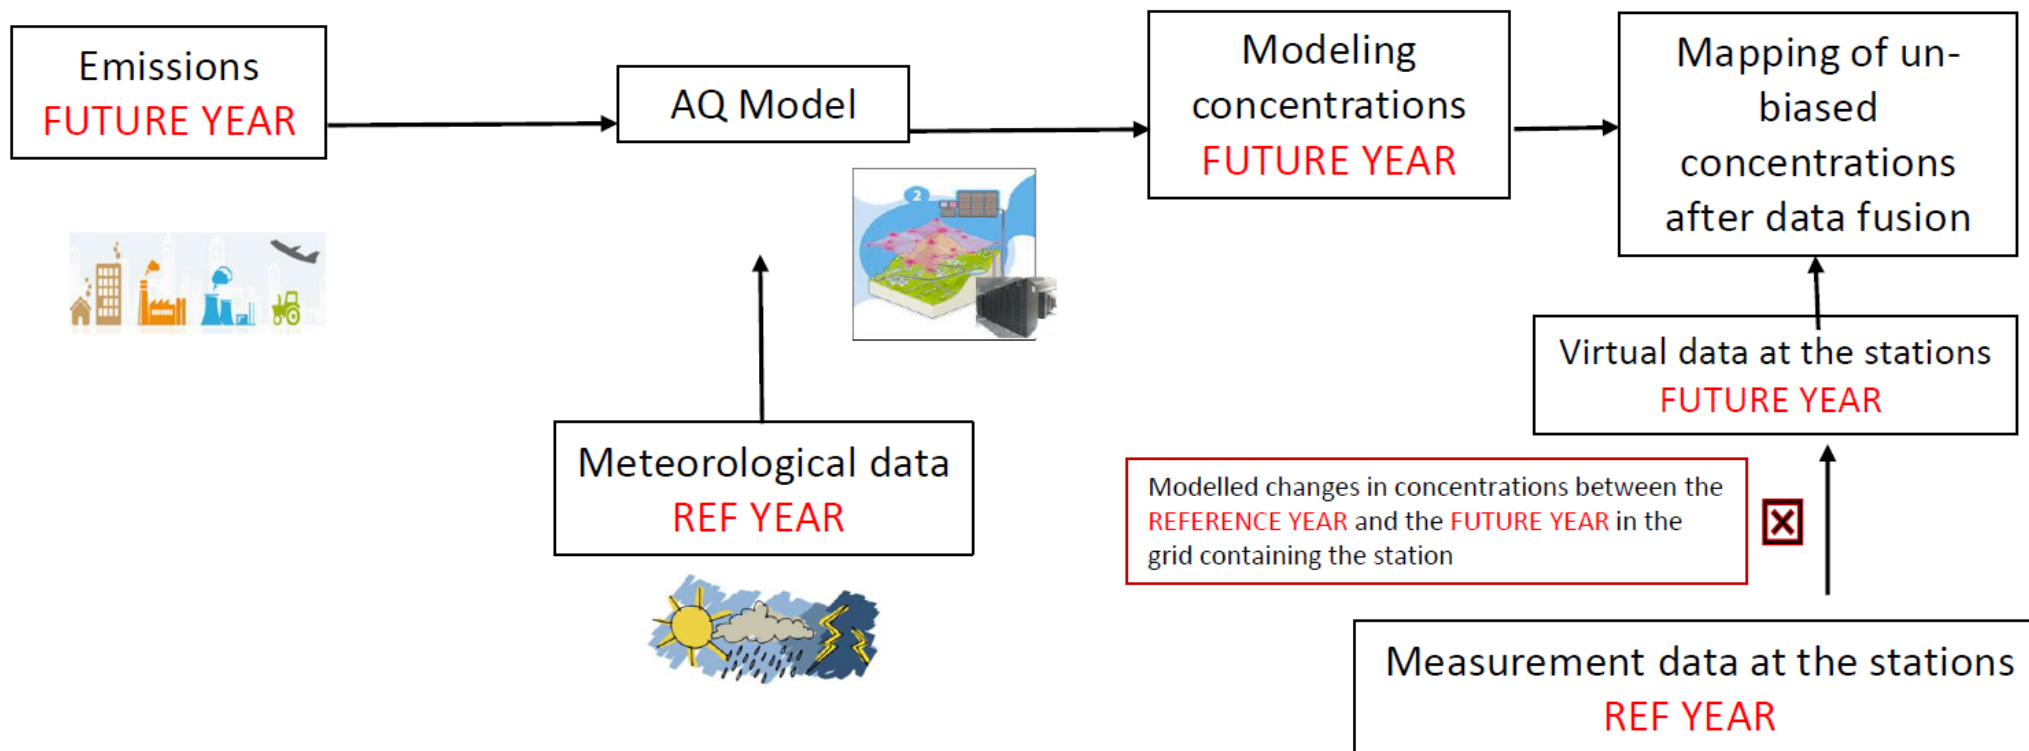 Emissions
FUTURE YEAR
AQ Model
Modeling
concentrations
FUTURE YEAR
Mapping of un-
biased
concentrations
after data fusion
2
Virtual data at the stations
FUTURE YEAR
Meteorological data
REF YEAR
Modelled changes in concentrations between the
REFERENCE YEAR and the FUTURE YEAR in the
grid containing the station
Measurement data at the stations
REF YEAR